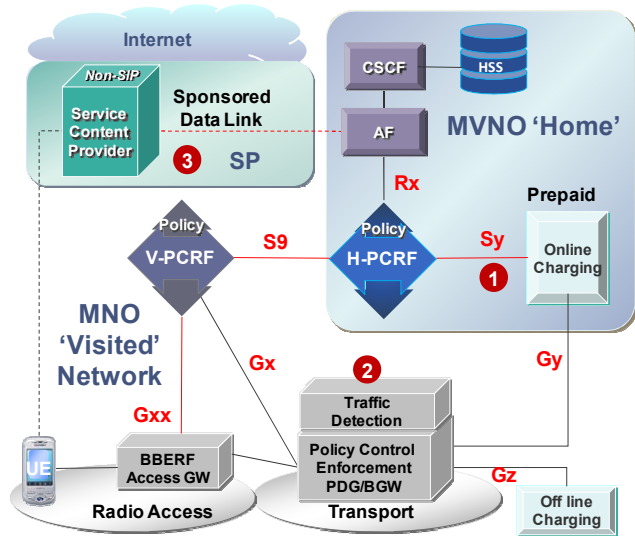 Internet
Non-SIP
Service
Content
Provider
Sponsored
Data Link
3
SP
CSCF
HSS
AF
MVNO 'Home'
Rx
Prepaid
Policy
V-PCRF
S9
Policy
H-PCRF
Sy
1
Online
Charging
MNO
'Visited'
Network
Gx
2
Gy
Gxx
Traffic
Detection
UE
BBERF
Access GW
Policy Control
Enforcement
PDG/BGW
Gz
Radio Access
Transport
Off line
Charging